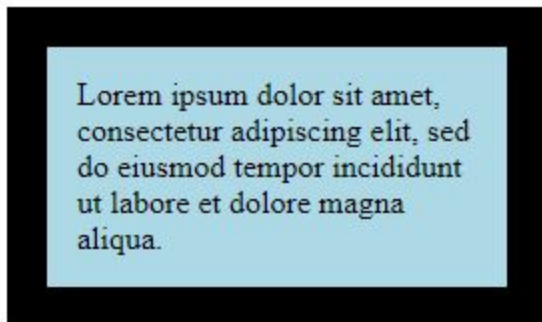 Lorem ipsum dolor sit amet,
consectetur adipiscing elit, sed
do eiusmod tempor incididunt
ut labore et dolore magna
aliqua.